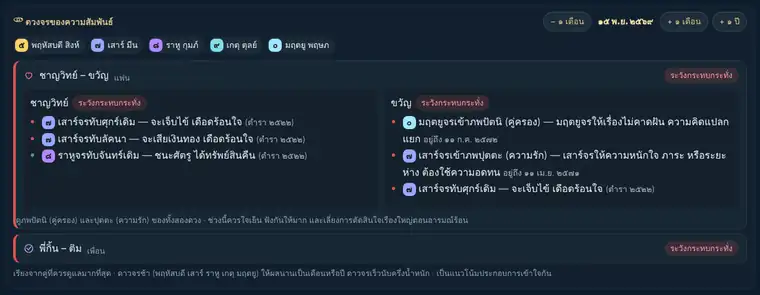 ดวงจรของความสัมพันธ์
− ๑ เดือน ๑๕ พ.ย. ๒๕๖๙ + ๑ เดือน + ๑ ปี
๕ พฤหัสบดี สิงห์ ๗ เสาร์ มีน ๘ ราหู กุมภ์ ๙ เกตุ ตุลย์ ๐ มฤตยู พฤษภ
ชาญวิทย์ – ขวัญ แฟน ระวังกระทบกระทั่ง
ชาญวิทย์ ระวังกระทบกระทั่ง
๗ เสาร์จรทับศุกร์เดิม — จะเจ็บไข้ เดือดร้อนใจ (ตำรา ๒๕๒๒)
๗ เสาร์จรทับลัคนา — จะเสียเงินทอง เดือดร้อนใจ (ตำรา ๒๕๒๒)
๘ ราหูจรทับจันทร์เดิม — ชนะศัตรู ได้ทรัพย์สินคืน (ตำรา ๒๕๒๒)
ขวัญ ระวังกระทบกระทั่ง
๐ มฤตยูจรเข้าภพปัตนิ (คู่ครอง) — มฤตยูจรให้เรื่องไม่คาดฝัน ความคิดแปลก
แยก อยู่ถึง ๑๑ ก.ค. ๒๕๗๒
๗ เสาร์จรเข้าภพปุตตะ (ความรัก) — เสาร์จรให้ความหนักใจ ภาระ หรือระยะ
ห่าง ต้องใช้ความอดทน อยู่ถึง ๑๑ เม.ย. ๒๕๗๑
๗ เสาร์จรทับศุกร์เดิม — จะเจ็บไข้ เดือดร้อนใจ (ตำรา ๒๕๒๒)
ดูภพปัตนิ (คู่ครอง) และปุตตะ (ความรัก) ของทั้งสองดวง · ช่วงนี้ควรใจเย็น ฟังกันให้มาก และเลี่ยงการตัดสินใจเรื่องใหญ่ตอนอารมณ์ร้อน
พี่กิ้น – ติม เพื่อน ระวังกระทบกระทั่ง
เรียงจากคู่ที่ควรดูแลมากที่สุด · ดาวจรช้า (พฤหัสบดี เสาร์ ราหู เกตุ มฤตยู) ให้ผลนานเป็นเดือนหรือปี ดาวจรเร็วนับครึ่งน้ำหนัก · เป็นแนวโน้มประกอบการเข้าใจกัน